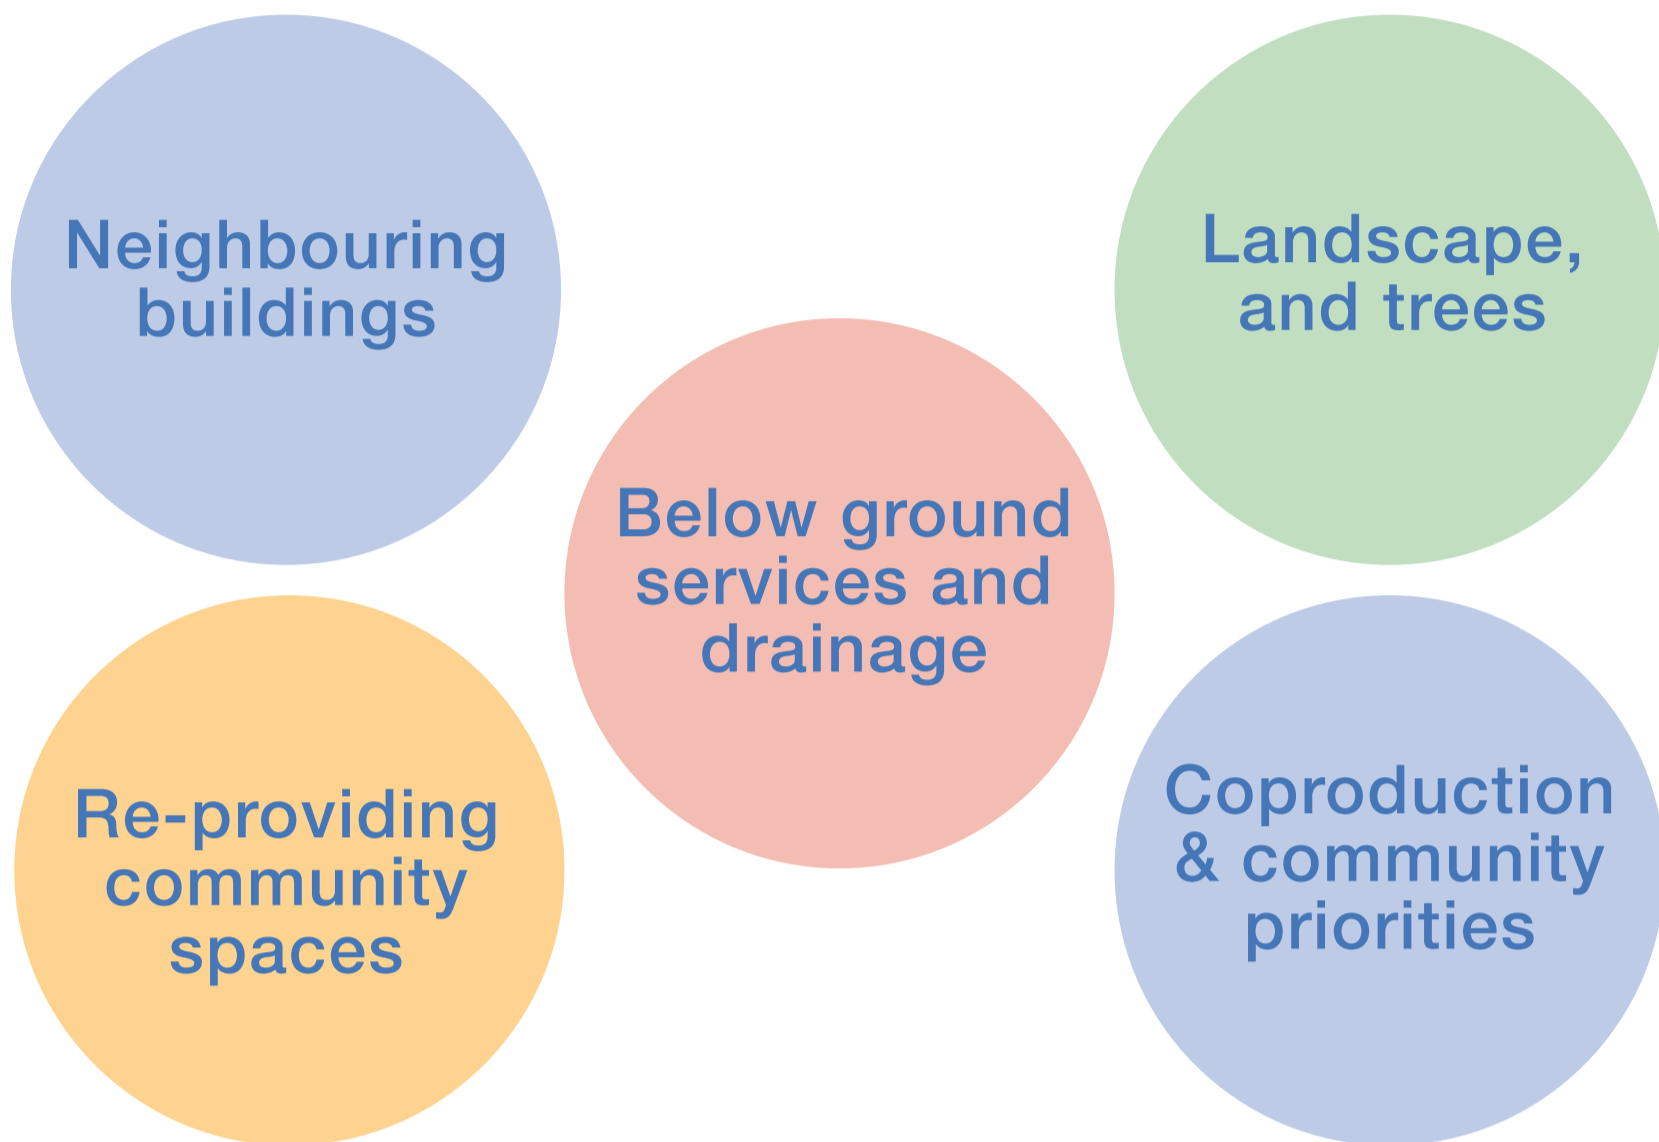 Neighbouring
buildings
Landscape,
and trees
Below ground
services and
drainage
Re-providing
community
spaces
Coproduction
& community
priorities